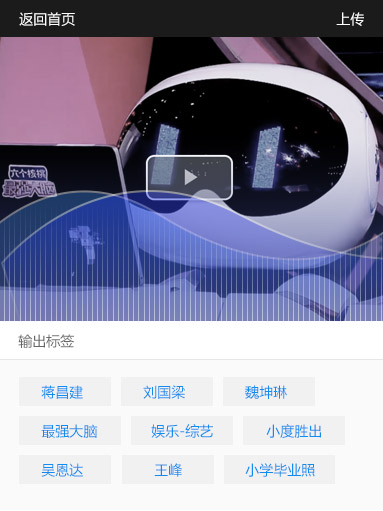 返回首页 上传
六个核桃
最强大脑
输出标签
蒋昌建 刘国梁 魏坤琳
最强大脑 娱乐-综艺 小度胜出
吴恩达 王峰 小学毕业照